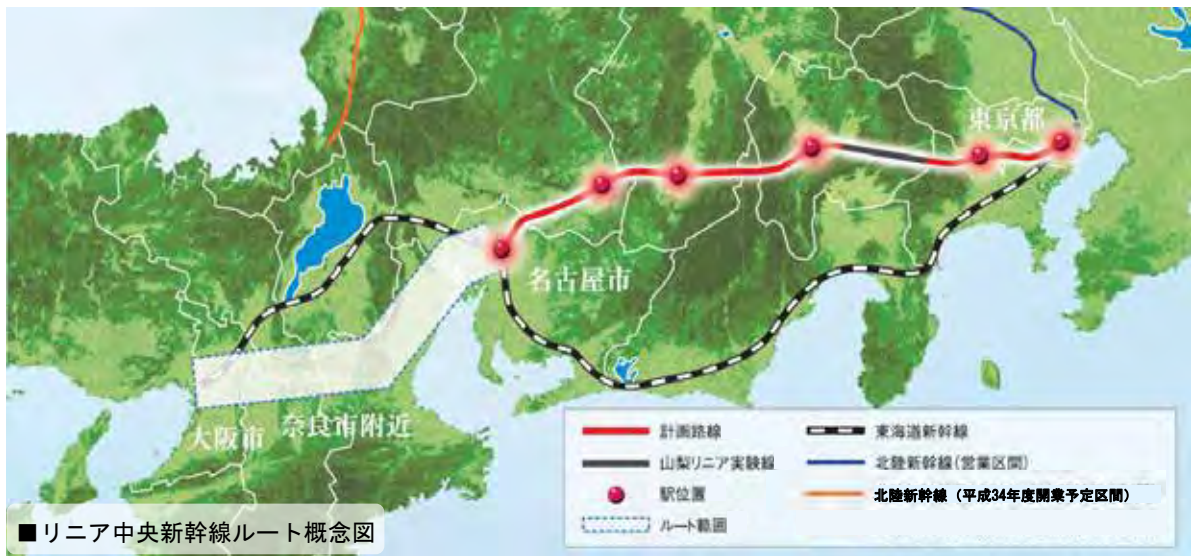 東京都
名古屋市
大阪市
奈良市附近
計画路線
東海道新幹線
山梨リニア実験線
北陸新幹線(営業区間)
駅位置
北陸新幹線（平成34年度開業予定区間）
ルート範囲
■リニア中央新幹線ルート概念図